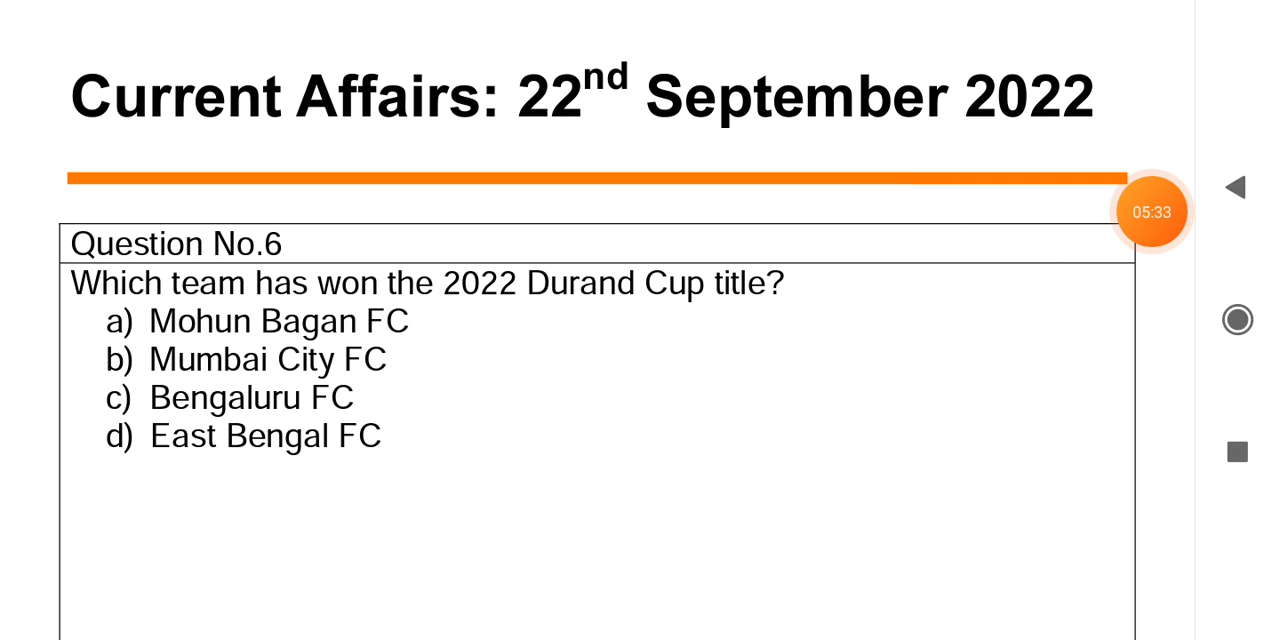 Current Affairs: 22nd September 2022
05:33
Question No.6
Which team has won the 2022 Durand Cup title?
a) Mohun Bagan FC
b) Mumbai City FC
c) Bengaluru FC
d) East Bengal FC